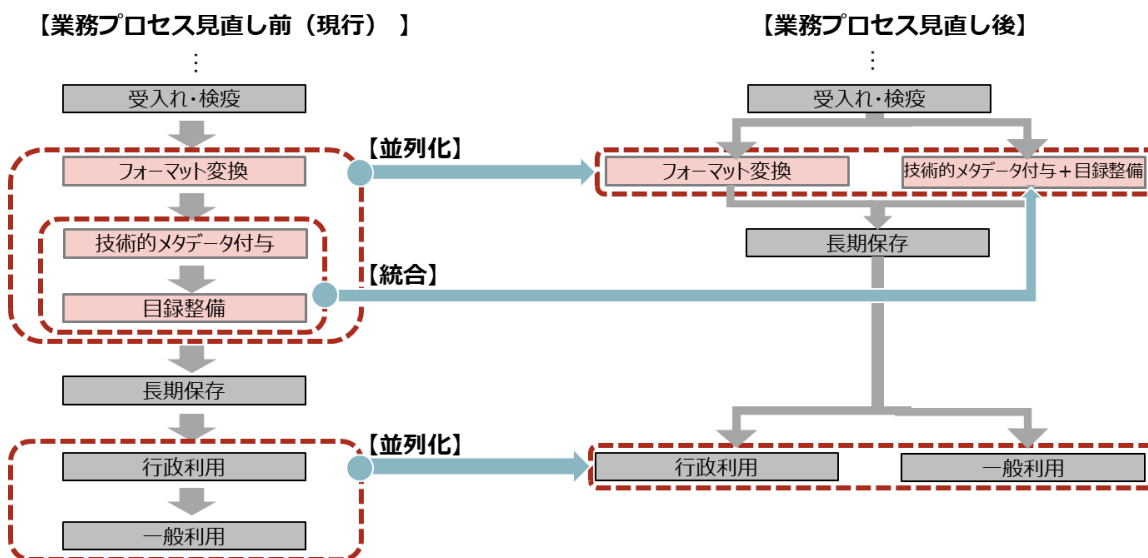 【業務プロセス見直し前（現行） 】
⋮
受入れ・検疫
フォーマット変換
技術的メタデータ付与
目録整備
長期保存
行政利用
一般利用
【並列化】
【統合】
【並列化】
【業務プロセス見直し後】
⋮
受入れ・検疫
フォーマット変換
技術的メタデータ付与＋目録整備
長期保存
行政利用
一般利用